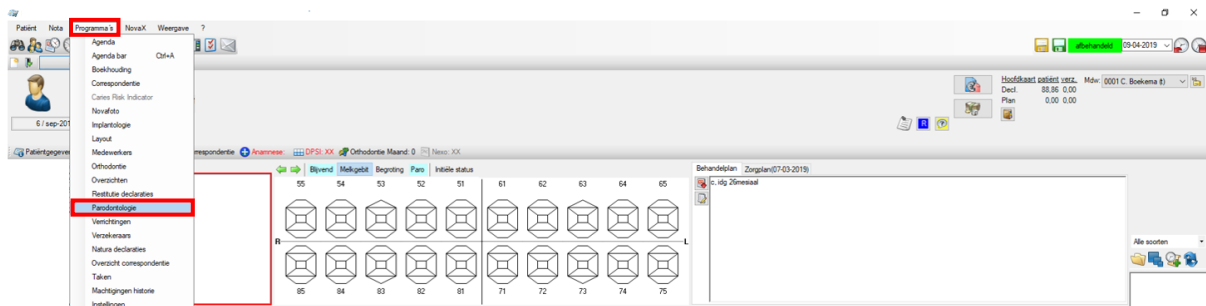 Patiënt Nota Programma's NovaX Weergave ?
afbehandeld 09-04-2019
Agenda
Agenda bar Ctrl+A
Boekhouding
Correspondentie
Caries Risk Indicator
Novafoto
Implantologie
Layout
Medewerkers
Orthodontie
Overzichten
Restitutie declaraties
Parodontologie
Verrichtingen
Verzekeraars
Natura declaraties
Overzicht correspondentie
Taken
Machtigingen historie
Instellingen
6 / sep-201
Hoofdkaart patiënt verz. Mdw: 0001 C. Boekema (t)
Decl. 88,86 0,00
Plan 0,00 0,00
R
Patiëntgegeven
respondentie Anamnese: DPSI: XX Orthodontie Maand: 0 Nexo: XX
Blijvend Melkgebit Begroting Paro Initiële status
55 54 53 52 51 61 62 63 64 65
R L
85 84 83 82 81 71 72 73 74 75
Behandelplan Zorgplan(07-03-2019)
c, idg 26mesiaal
Alle soorten